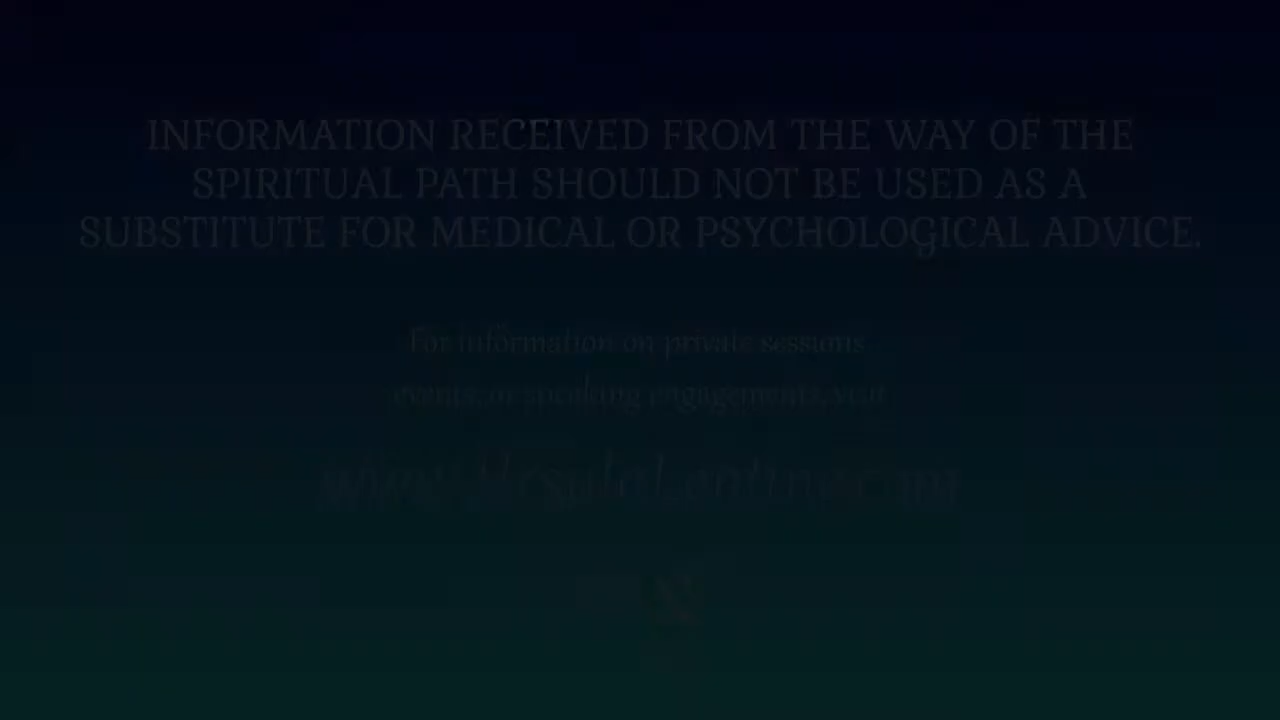 INFORMATION RECEIVED FROM THE WAY OF THE
SPIRITUAL PATH SHOULD NOT BE USED AS A
SUBSTITUTE FOR MEDICAL OR PSYCHOLOGICAL ADVICE.
For information on private sessions
events, or speaking engagements, visit